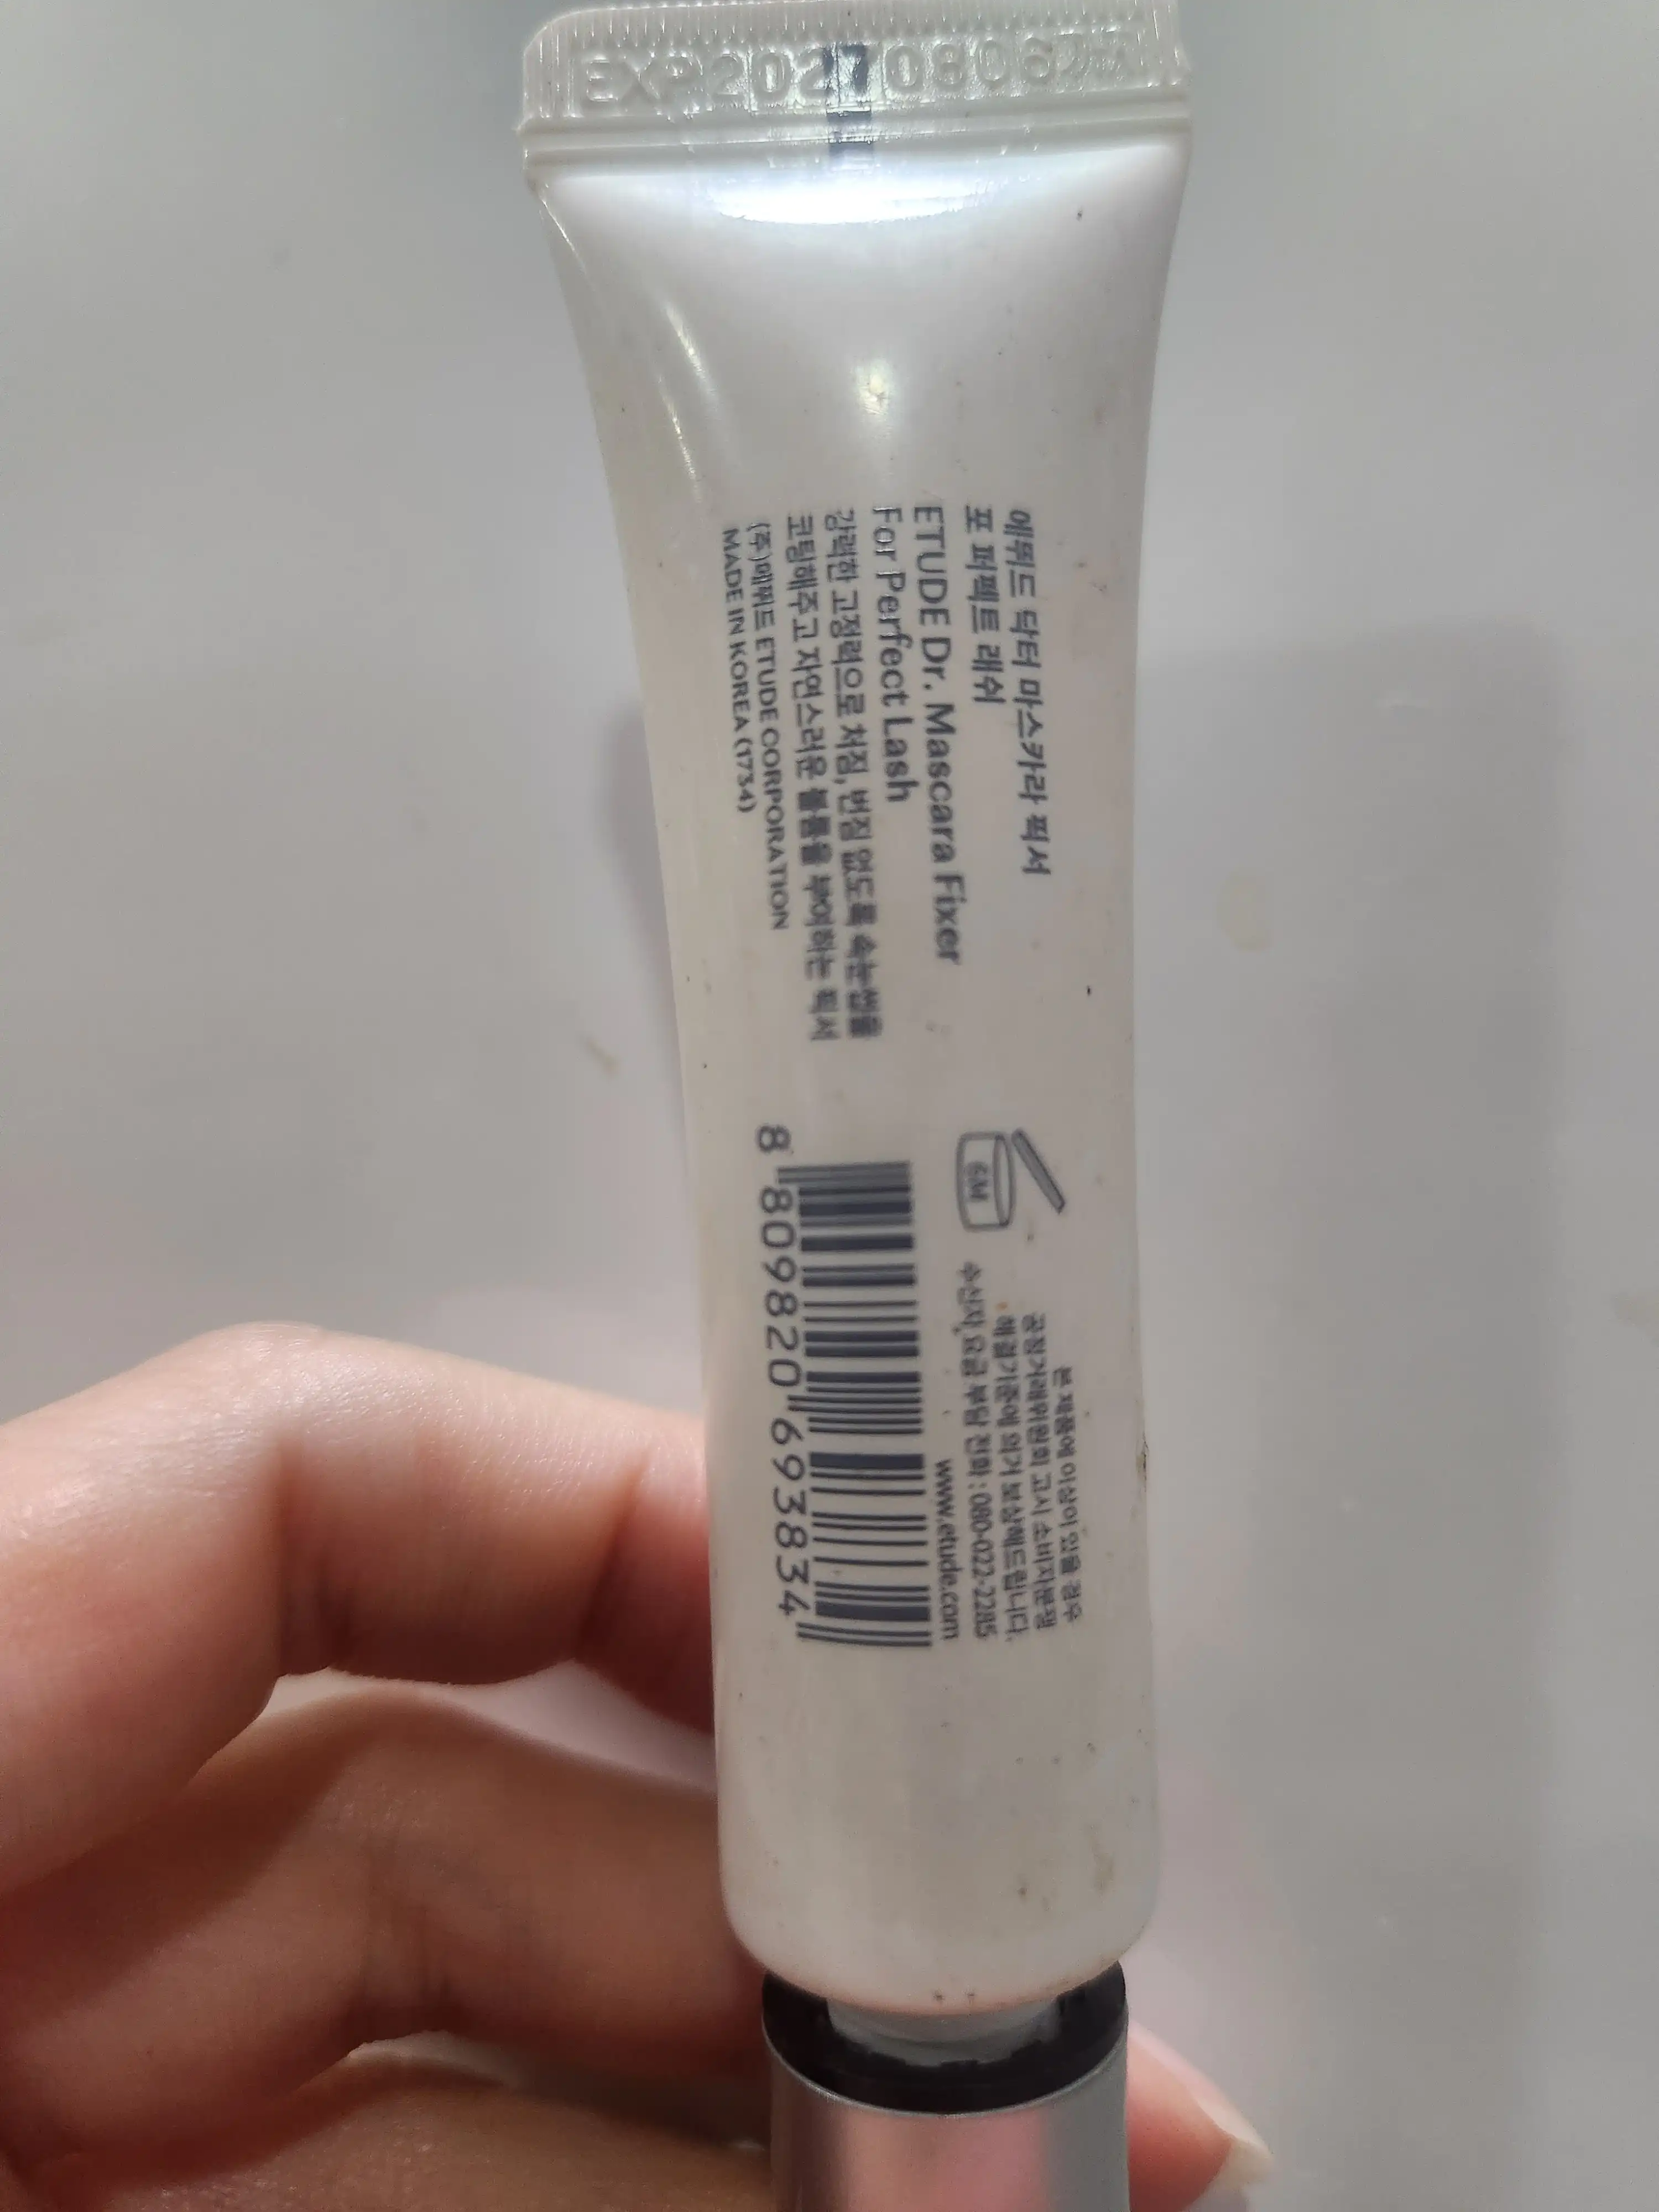 EXP 20270806
에뛰드 닥터 마스카라 픽서
포 퍼펙트 래쉬
ETUDE Dr. Mascara Fixer
For Perfect Lash
강력한 고정력으로 처짐, 번짐 없도록 속눈썹을
코팅해주고 자연스러운 볼륨을 부여하는 픽서
(주)에뛰드 ETUDE CORPORATION
MADE IN KOREA (1734)
6M
본 제품에 이상이 있을 경우
공정거래위원회 고시 소비자분쟁
해결기준에 의거 보상해드립니다.
수신자 요금 부담 전화 : 080-022-2285
www.etude.com
8 809820 693834